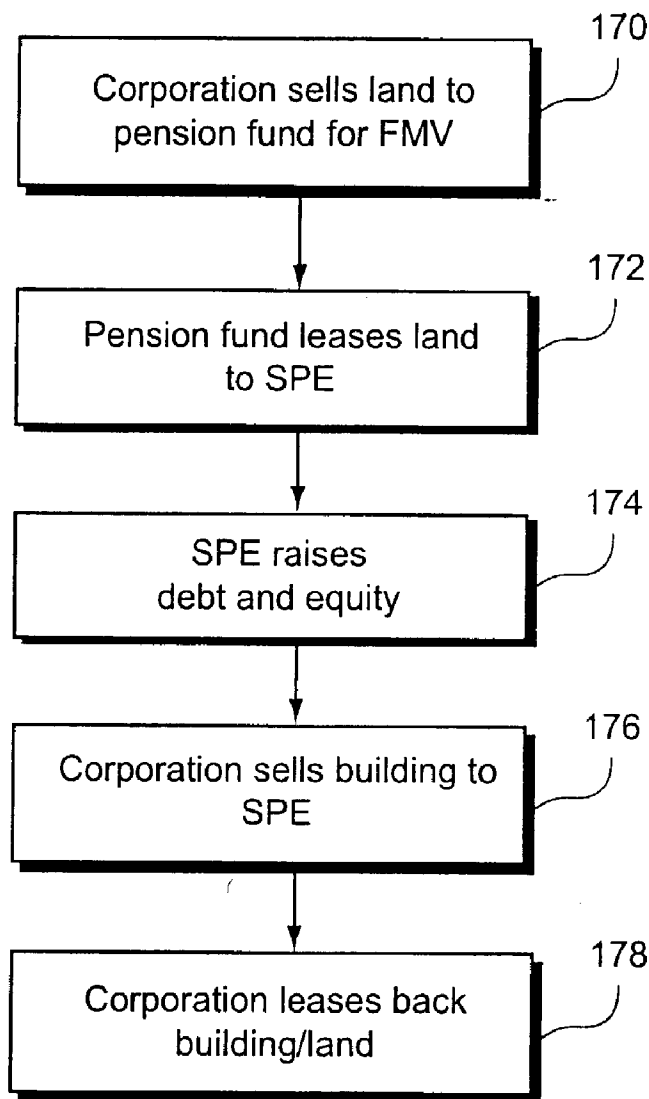 170
Corporation sells land to
pension fund for FMV
172
Pension fund leases land
to SPE
174
SPE raises
debt and equity
176
Corporation sells building to
SPE
178
Corporation leases back
building/land